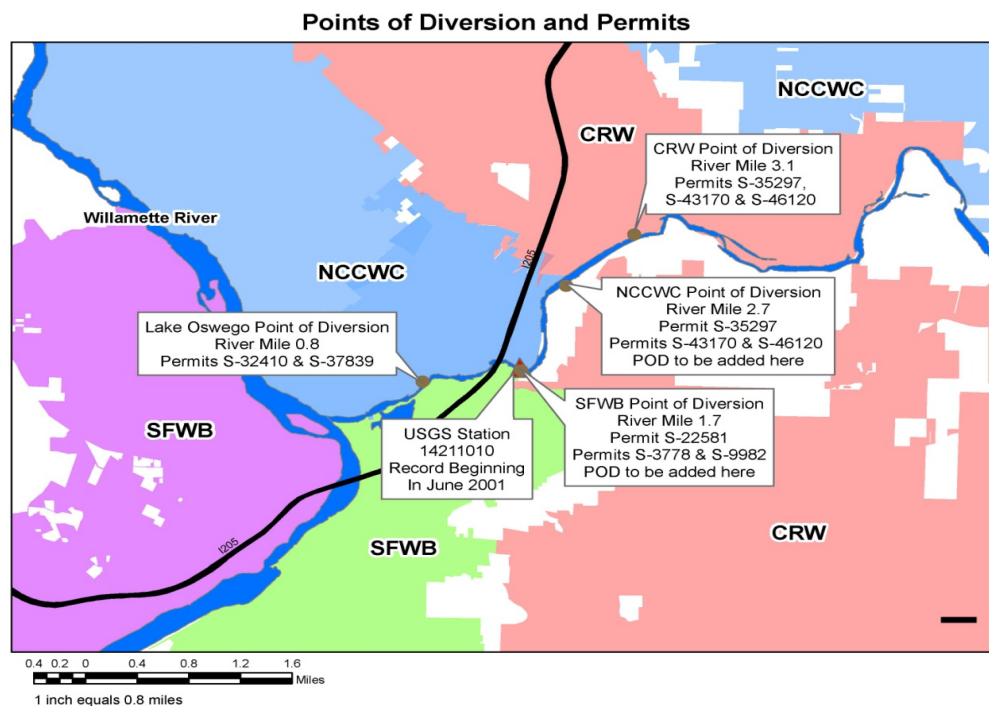 Points of Diversion and Permits
NCCWC
CRW
CRW Point of Diversion
River Mile 3.1
Permits S-35297,
S-43170 & S-46120
Willamette River
NCCWC
I205
NCCWC Point of Diversion
River Mile 2.7
Permit S-35297
Permits S-43170 & S-46120
POD to be added here
Lake Oswego Point of Diversion
River Mile 0.8
Permits S-32410 & S-37839
SFWB Point of Diversion
River Mile 1.7
Permit S-22581
Permits S-3778 & S-9982
POD to be added here
USGS Station
14211010
Record Beginning
In June 2001
SFWB
I205
SFWB
CRW
0.4 0.2 0 0.4 0.8 1.2 1.6
Miles
1 inch equals 0.8 miles